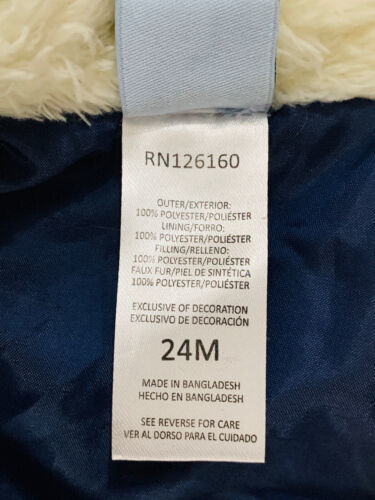 RN126160
OUTER/EXTERIOR:
100% POLYESTER/POLIÉSTER
LINING/FORRO:
100% POLYESTER/POLIÉSTER
FILLING/RELLENO:
100% POLYESTER/POLIÉSTER
FAUX FUR/PIEL DE SINTÉTICA
100% POLYESTER/POLIÉSTER
EXCLUSIVE OF DECORATION
EXCLUSIVO DE DECORACIÓN
24M
MADE IN BANGLADESH
HECHO EN BANGLADESH
SEE REVERSE FOR CARE
VER AL DORSO PARA EL CUIDADO